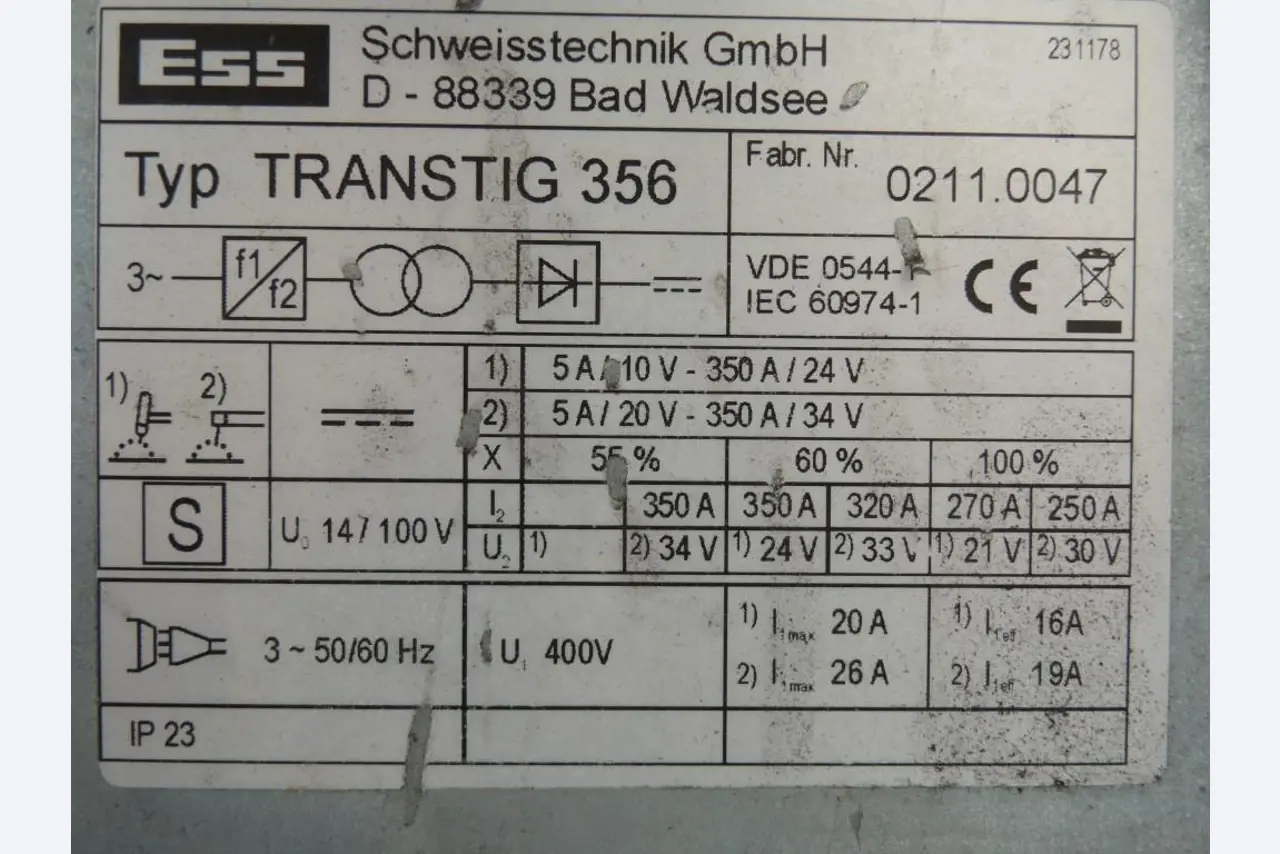 Ess Schweisstechnik GmbH 231178
D - 88339 Bad Waldsee
Typ TRANSTIG 356 Fabr. Nr. 0211.0047
3~ f1/f2
VDE 0544-1
IEC 60974-1 CE
1) 2) 1) 5 A / 10 V - 350 A / 24 V
2) 5 A / 20 V - 350 A / 34 V
X 55 % 60 % 100 %
S U₀ 14 / 100 V I₂ 350 A 350 A 320 A 270 A 250 A
U₂ 1) 2) 34 V 1) 24 V 2) 33 V 1) 21 V 2) 30 V
3 ~ 50/60 Hz U₁ 400V 1) I₁max 20 A 1) I₁eff 16A
2) I₁max 26 A 2) I₁eff 19A
IP 23